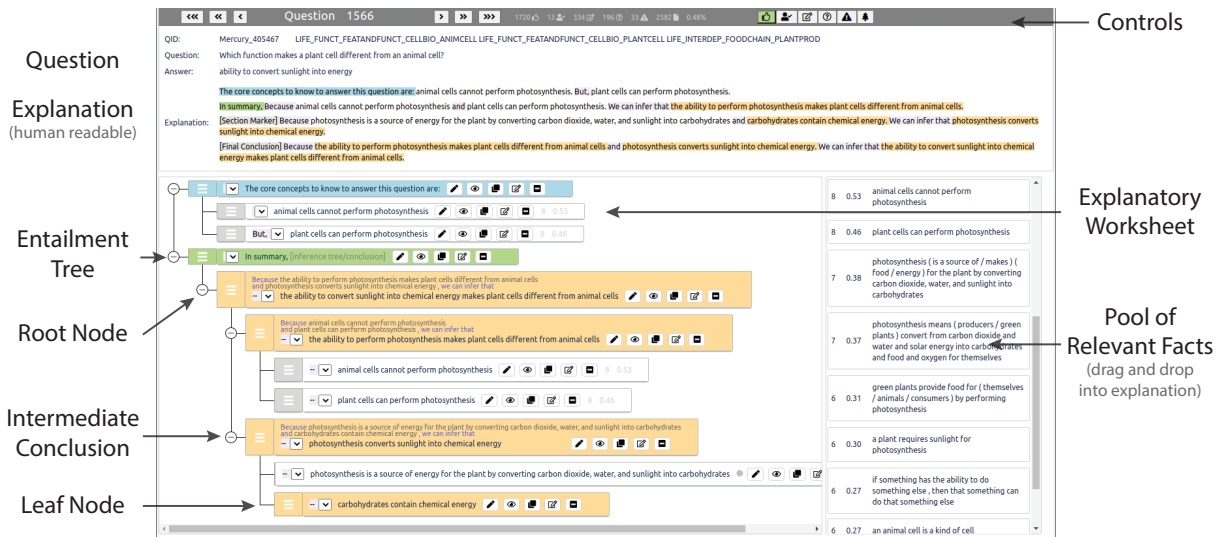 <<< << < Question 1566 > >> >>> 1720 13 334 196 33 2582 0.48%
Controls
QID: Mercury_405467 LIFE_FUNCT_FEATANDFUNCT_CELLBIO_ANIMCELL LIFE_FUNCT_FEATANDFUNCT_CELLBIO_PLANTCELL LIFE_INTERDEP_FOODCHAIN_PLANTPROD
Question: Which function makes a plant cell different from an animal cell?
Answer: ability to convert sunlight into energy
Question
Explanation
(human readable)
Explanation:
The core concepts to know to answer this question are: animal cells cannot perform photosynthesis. But, plant cells can perform photosynthesis.
In summary, Because animal cells cannot perform photosynthesis and plant cells can perform photosynthesis. We can infer that the ability to perform photosynthesis makes plant cells different from animal cells.
[Section Marker] Because photosynthesis is a source of energy for the plant by converting carbon dioxide, water, and sunlight into carbohydrates and carbohydrates contain chemical energy. We can infer that photosynthesis converts
sunlight into chemical energy.
[Final Conclusion] Because the ability to perform photosynthesis makes plant cells different from animal cells and photosynthesis converts sunlight into chemical energy. We can infer that the ability to convert sunlight into chemical
energy makes plant cells different from animal cells.
The core concepts to know to answer this question are:
animal cells cannot perform photosynthesis 8 0.53
But, plant cells can perform photosynthesis 8 0.46
In summary, [inference tree/conclusion]
Because the ability to perform photosynthesis makes plant cells different from animal cells
and photosynthesis converts sunlight into chemical energy , we can infer that
-- the ability to convert sunlight into chemical energy makes plant cells different from animal cells
Because animal cells cannot perform photosynthesis
and plant cells can perform photosynthesis , we can infer that
-- the ability to perform photosynthesis makes plant cells different from animal cells
-- animal cells cannot perform photosynthesis 8 0.53
-- plant cells can perform photosynthesis 8 0.46
Because photosynthesis is a source of energy for the plant by converting carbon dioxide, water, and sunlight into carbohydrates
and carbohydrates contain chemical energy , we can infer that
-- photosynthesis converts sunlight into chemical energy
-- photosynthesis is a source of energy for the plant by converting carbon dioxide, water, and sunlight into carbohydrates
-- carbohydrates contain chemical energy
Entailment
Tree
Root Node
Intermediate
Conclusion
Leaf Node
8 0.53 animal cells cannot perform
photosynthesis
8 0.46 plant cells can perform photosynthesis
photosynthesis ( is a source of / makes ) (
7 0.38 food / energy ) for the plant by converting
carbon dioxide, water, and sunlight into
carbohydrates
photosynthesis means ( producers / green
7 0.37 plants ) convert from carbon dioxide and
water and solar energy into carbohydrates
and food and oxygen for themselves
green plants provide food for ( themselves
6 0.31 / animals / consumers ) by performing
photosynthesis
6 0.30 a plant requires sunlight for
photosynthesis
if something has the ability to do
6 0.27 something else , then that something can
do that something else
6 0.27 an animal cell is a kind of cell
Explanatory
Worksheet
Pool of
Relevant Facts
(drag and drop
into explanation)